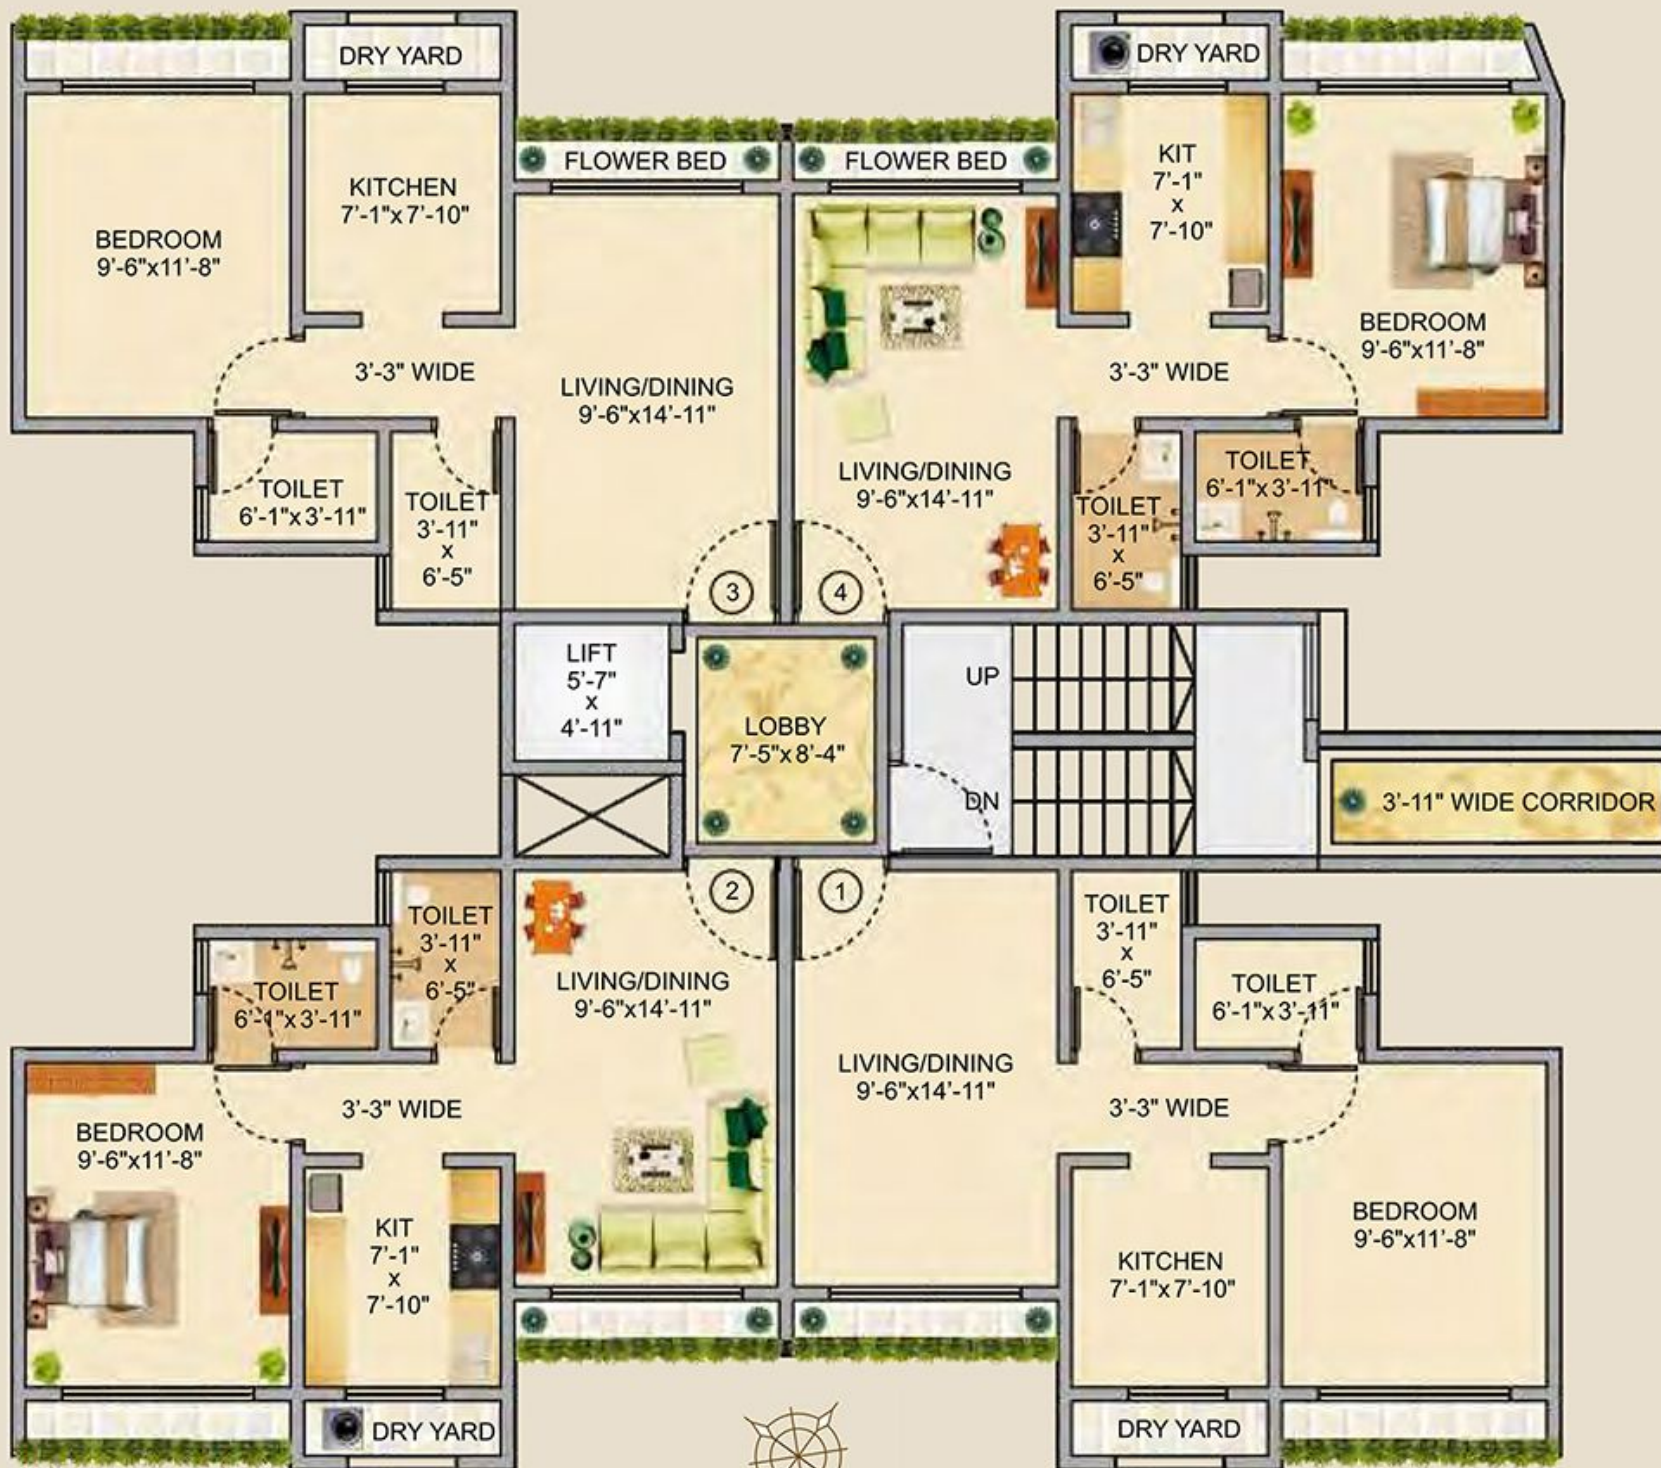 DRY YARD
DRY YARD
FLOWER BED
FLOWER BED
KITCHEN
7'-1"x7'-10"
KIT
7'-1"
x
7'-10"
BEDROOM
9'-6"x11'-8"
BEDROOM
9'-6"x11'-8"
3'-3" WIDE
3'-3" WIDE
LIVING/DINING
9'-6"x14'-11"
LIVING/DINING
9'-6"x14'-11"
TOILET
6'-1"x3'-11"
TOILET
3'-11"
x
6'-5"
TOILET
3'-11"
x
6'-5"
TOILET
6'-1"x3'-11"
3
4
LIFT
5'-7"
x
4'-11"
LOBBY
7'-5"x8'-4"
UP
DN
3'-11" WIDE CORRIDOR
2
1
TOILET
3'-11"
x
6'-5"
TOILET
3'-11"
x
6'-5"
TOILET
6'-1"x3'-11"
LIVING/DINING
9'-6"x14'-11"
TOILET
6'-1"x3'-11"
LIVING/DINING
9'-6"x14'-11"
3'-3" WIDE
3'-3" WIDE
BEDROOM
9'-6"x11'-8"
KIT
7'-1"
x
7'-10"
BEDROOM
9'-6"x11'-8"
KITCHEN
7'-1"x7'-10"
DRY YARD
DRY YARD